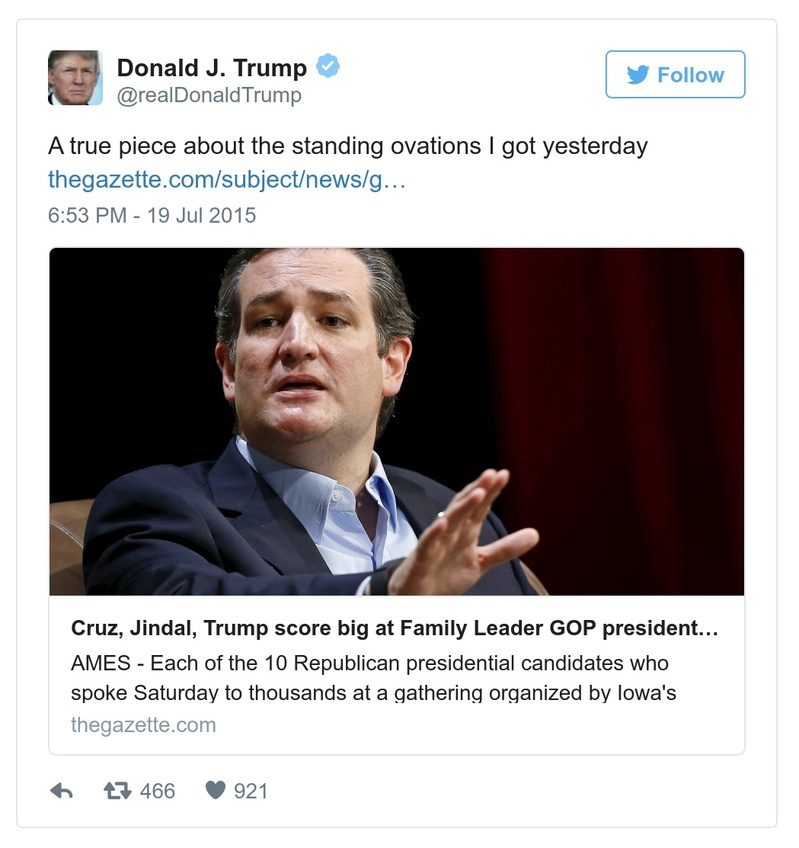 Donald J. Trump
@realDonaldTrump
Follow
A true piece about the standing ovations I got yesterday
thegazette.com/subject/news/g…
6:53 PM - 19 Jul 2015
Cruz, Jindal, Trump score big at Family Leader GOP president…
AMES - Each of the 10 Republican presidential candidates who
spoke Saturday to thousands at a gathering organized by Iowa's
thegazette.com
466 921